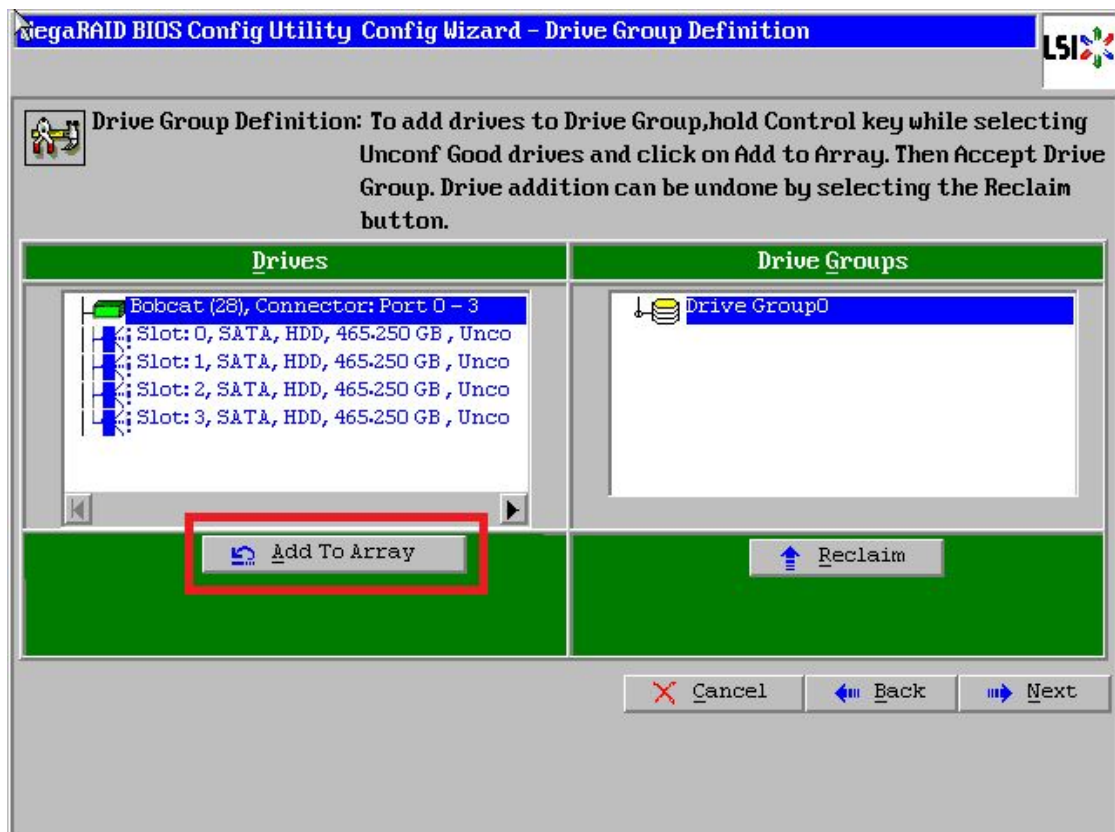 MegaRAID BIOS Config Utility Config Wizard - Drive Group Definition
LSI
Drive Group Definition: To add drives to Drive Group,hold Control key while selecting
Unconf Good drives and click on Add to Array. Then Accept Drive
Group. Drive addition can be undone by selecting the Reclaim
button.
Drives
Drive Groups
Bobcat (28), Connector: Port 0 - 3
Slot: 0, SATA, HDD, 465.250 GB , Unco
Slot: 1, SATA, HDD, 465.250 GB , Unco
Slot: 2, SATA, HDD, 465.250 GB , Unco
Slot: 3, SATA, HDD, 465.250 GB , Unco
Drive Group0
Add To Array
Reclaim
Cancel
Back
Next